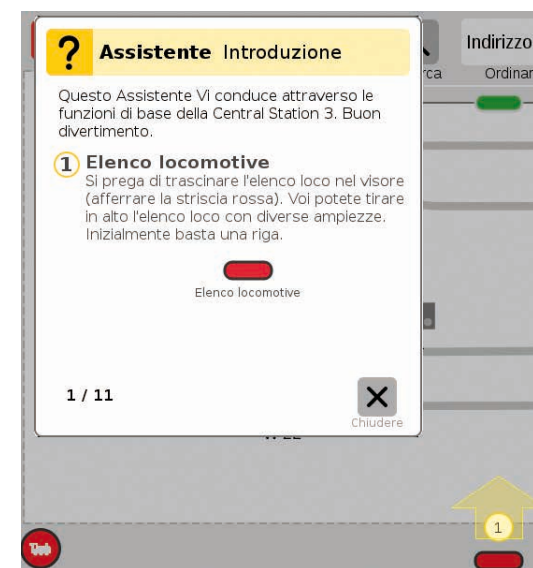 ? Assistente Introduzione
Indirizzo
rca
Ordinar
Questo Assistente Vi conduce attraverso le
funzioni di base della Central Station 3. Buon
divertimento.
1 Elenco locomotive
Si prega di trascinare l'elenco loco nel visore
(afferrare la striscia rossa). Voi potete tirare
in alto l'elenco loco con diverse ampiezze.
Inizialmente basta una riga.
Elenco locomotive
1 / 11
Chiudere
1